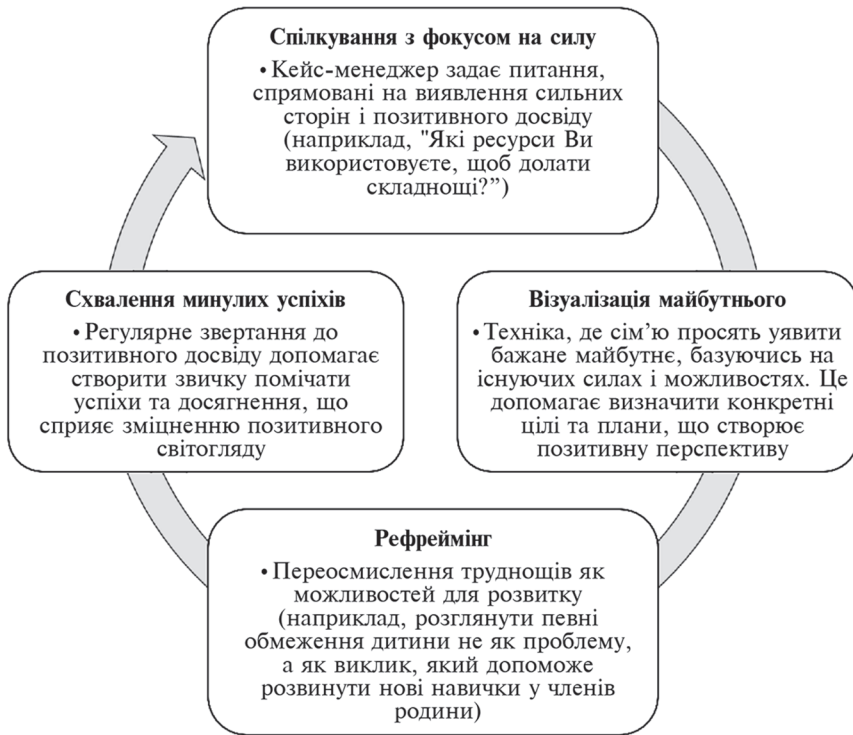 Спілкування з фокусом на силу
• Кейс-менеджер задає питання,
спрямовані на виявлення сильних
сторін і позитивного досвіду
(наприклад, "Які ресурси Ви
використовуєте, щоб долати
складнощі?”)
Візуалізація майбутнього
• Техніка, де сім’ю просять уявити
бажане майбутнє, базуючись на
існуючих силах і можливостях. Це
допомагає визначити конкретні
цілі та плани, що створює
позитивну перспективу
Рефреймінг
• Переосмислення труднощів як
можливостей для розвитку
(наприклад, розглянути певні
обмеження дитини не як проблему,
а як виклик, який допоможе
розвинути нові навички у членів
родини)
Схвалення минулих успіхів
• Регулярне звертання до
позитивного досвіду допомагає
створити звичку помічати
успіхи та досягнення, що
сприяє зміцненню позитивного
світогляду